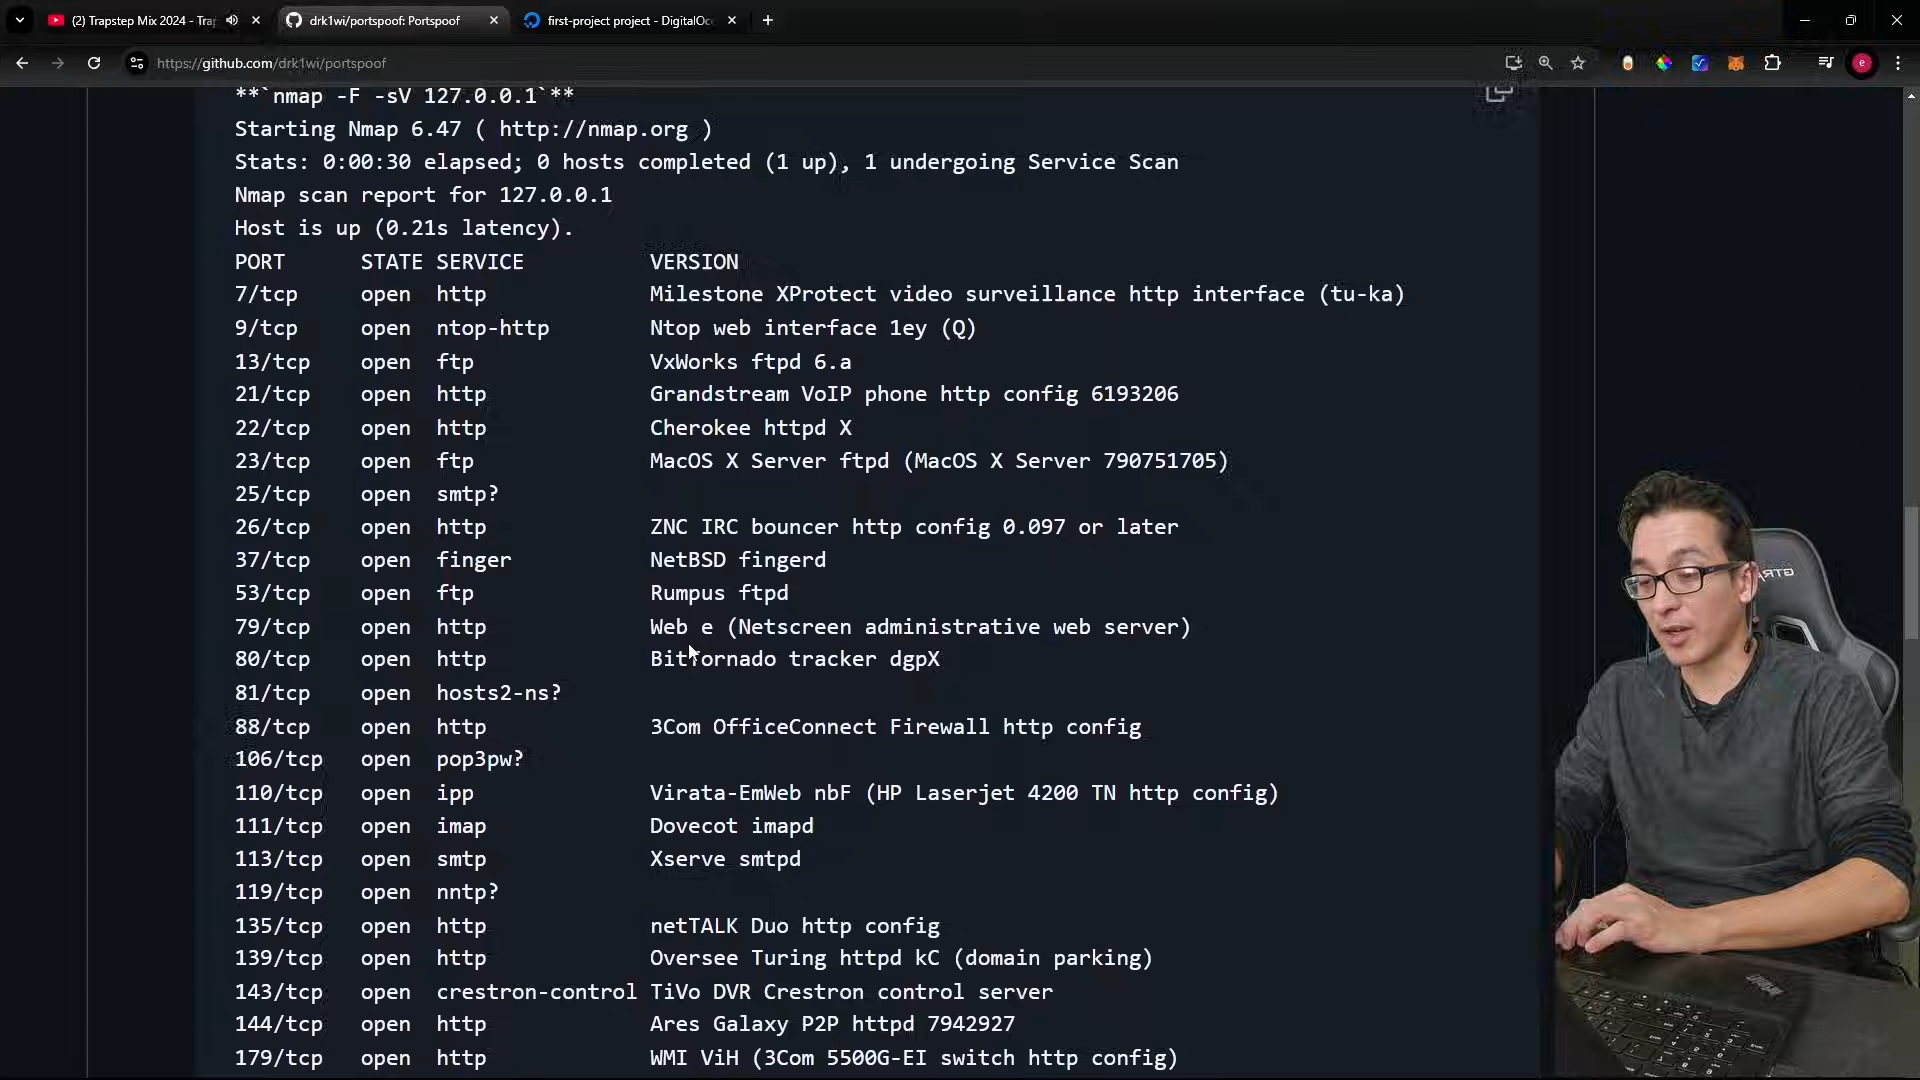 (2) Trapstep Mix 2024 - Trap
drk1wi/portspoof: Portspoof
first-project project - DigitalOc
https://github.com/drk1wi/portspoof
e
**`nmap -F -sV 127.0.0.1`**
Starting Nmap 6.47 ( http://nmap.org )
Stats: 0:00:30 elapsed; 0 hosts completed (1 up), 1 undergoing Service Scan
Nmap scan report for 127.0.0.1
Host is up (0.21s latency).
PORT STATE SERVICE VERSION
7/tcp open http Milestone XProtect video surveillance http interface (tu-ka)
9/tcp open ntop-http Ntop web interface 1ey (Q)
13/tcp open ftp VxWorks ftpd 6.a
21/tcp open http Grandstream VoIP phone http config 6193206
22/tcp open http Cherokee httpd X
23/tcp open ftp MacOS X Server ftpd (MacOS X Server 790751705)
25/tcp open smtp?
26/tcp open http ZNC IRC bouncer http config 0.097 or later
37/tcp open finger NetBSD fingerd
53/tcp open ftp Rumpus ftpd
79/tcp open http Web e (Netscreen administrative web server)
80/tcp open http BitTornado tracker dgpX
81/tcp open hosts2-ns?
88/tcp open http 3Com OfficeConnect Firewall http config
106/tcp open pop3pw?
110/tcp open ipp Virata-EmWeb nbF (HP Laserjet 4200 TN http config)
111/tcp open imap Dovecot imapd
113/tcp open smtp Xserve smtpd
119/tcp open nntp?
135/tcp open http netTALK Duo http config
139/tcp open http Oversee Turing httpd kC (domain parking)
143/tcp open crestron-control TiVo DVR Crestron control server
144/tcp open http Ares Galaxy P2P httpd 7942927
179/tcp open http WMI ViH (3Com 5500G-EI switch http config)